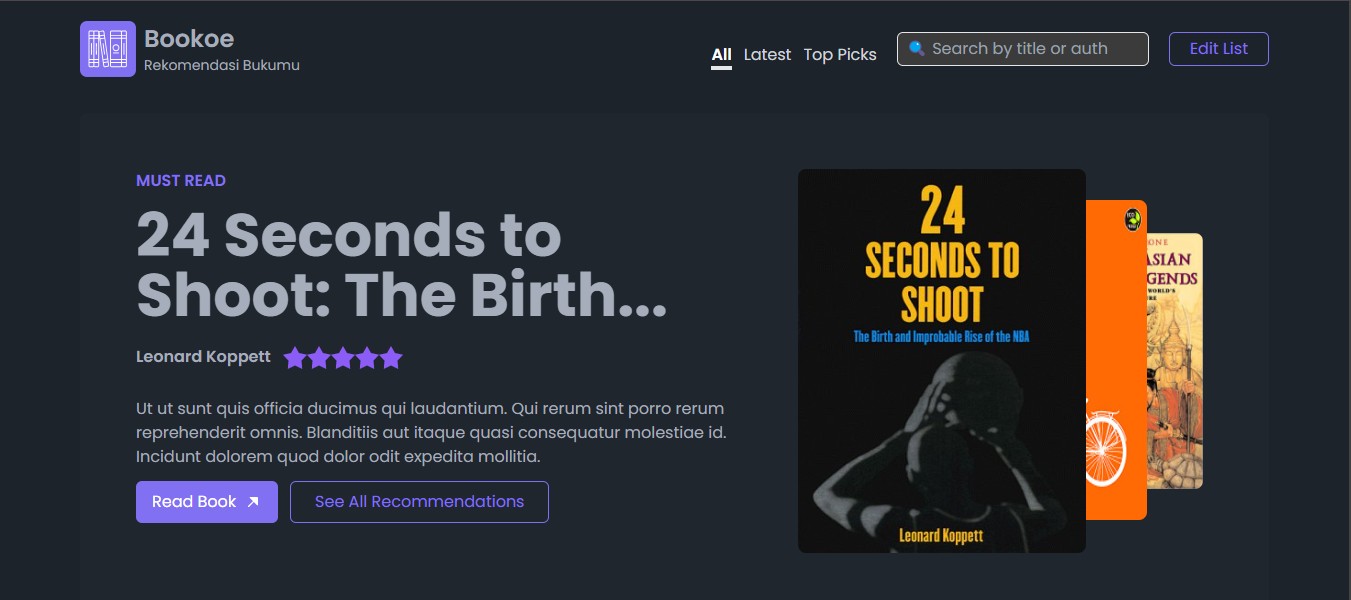 Bookoe
Rekomendasi Bukumu
All Latest Top Picks
Search by title or auth
Edit List
MUST READ
24 Seconds to
Shoot: The Birth...
Leonard Koppett
Ut ut sunt quis officia ducimus qui laudantium. Qui rerum sint porro rerum
reprehenderit omnis. Blanditiis aut itaque quasi consequatur molestiae id.
Incidunt dolorem quod dolor odit expedita mollitia.
Read Book
See All Recommendations
24
SECONDS TO
SHOOT
The Birth and Improbable Rise of the NBA
Leonard Koppett
ONE
ASIAN
GENDS
WORLD'S